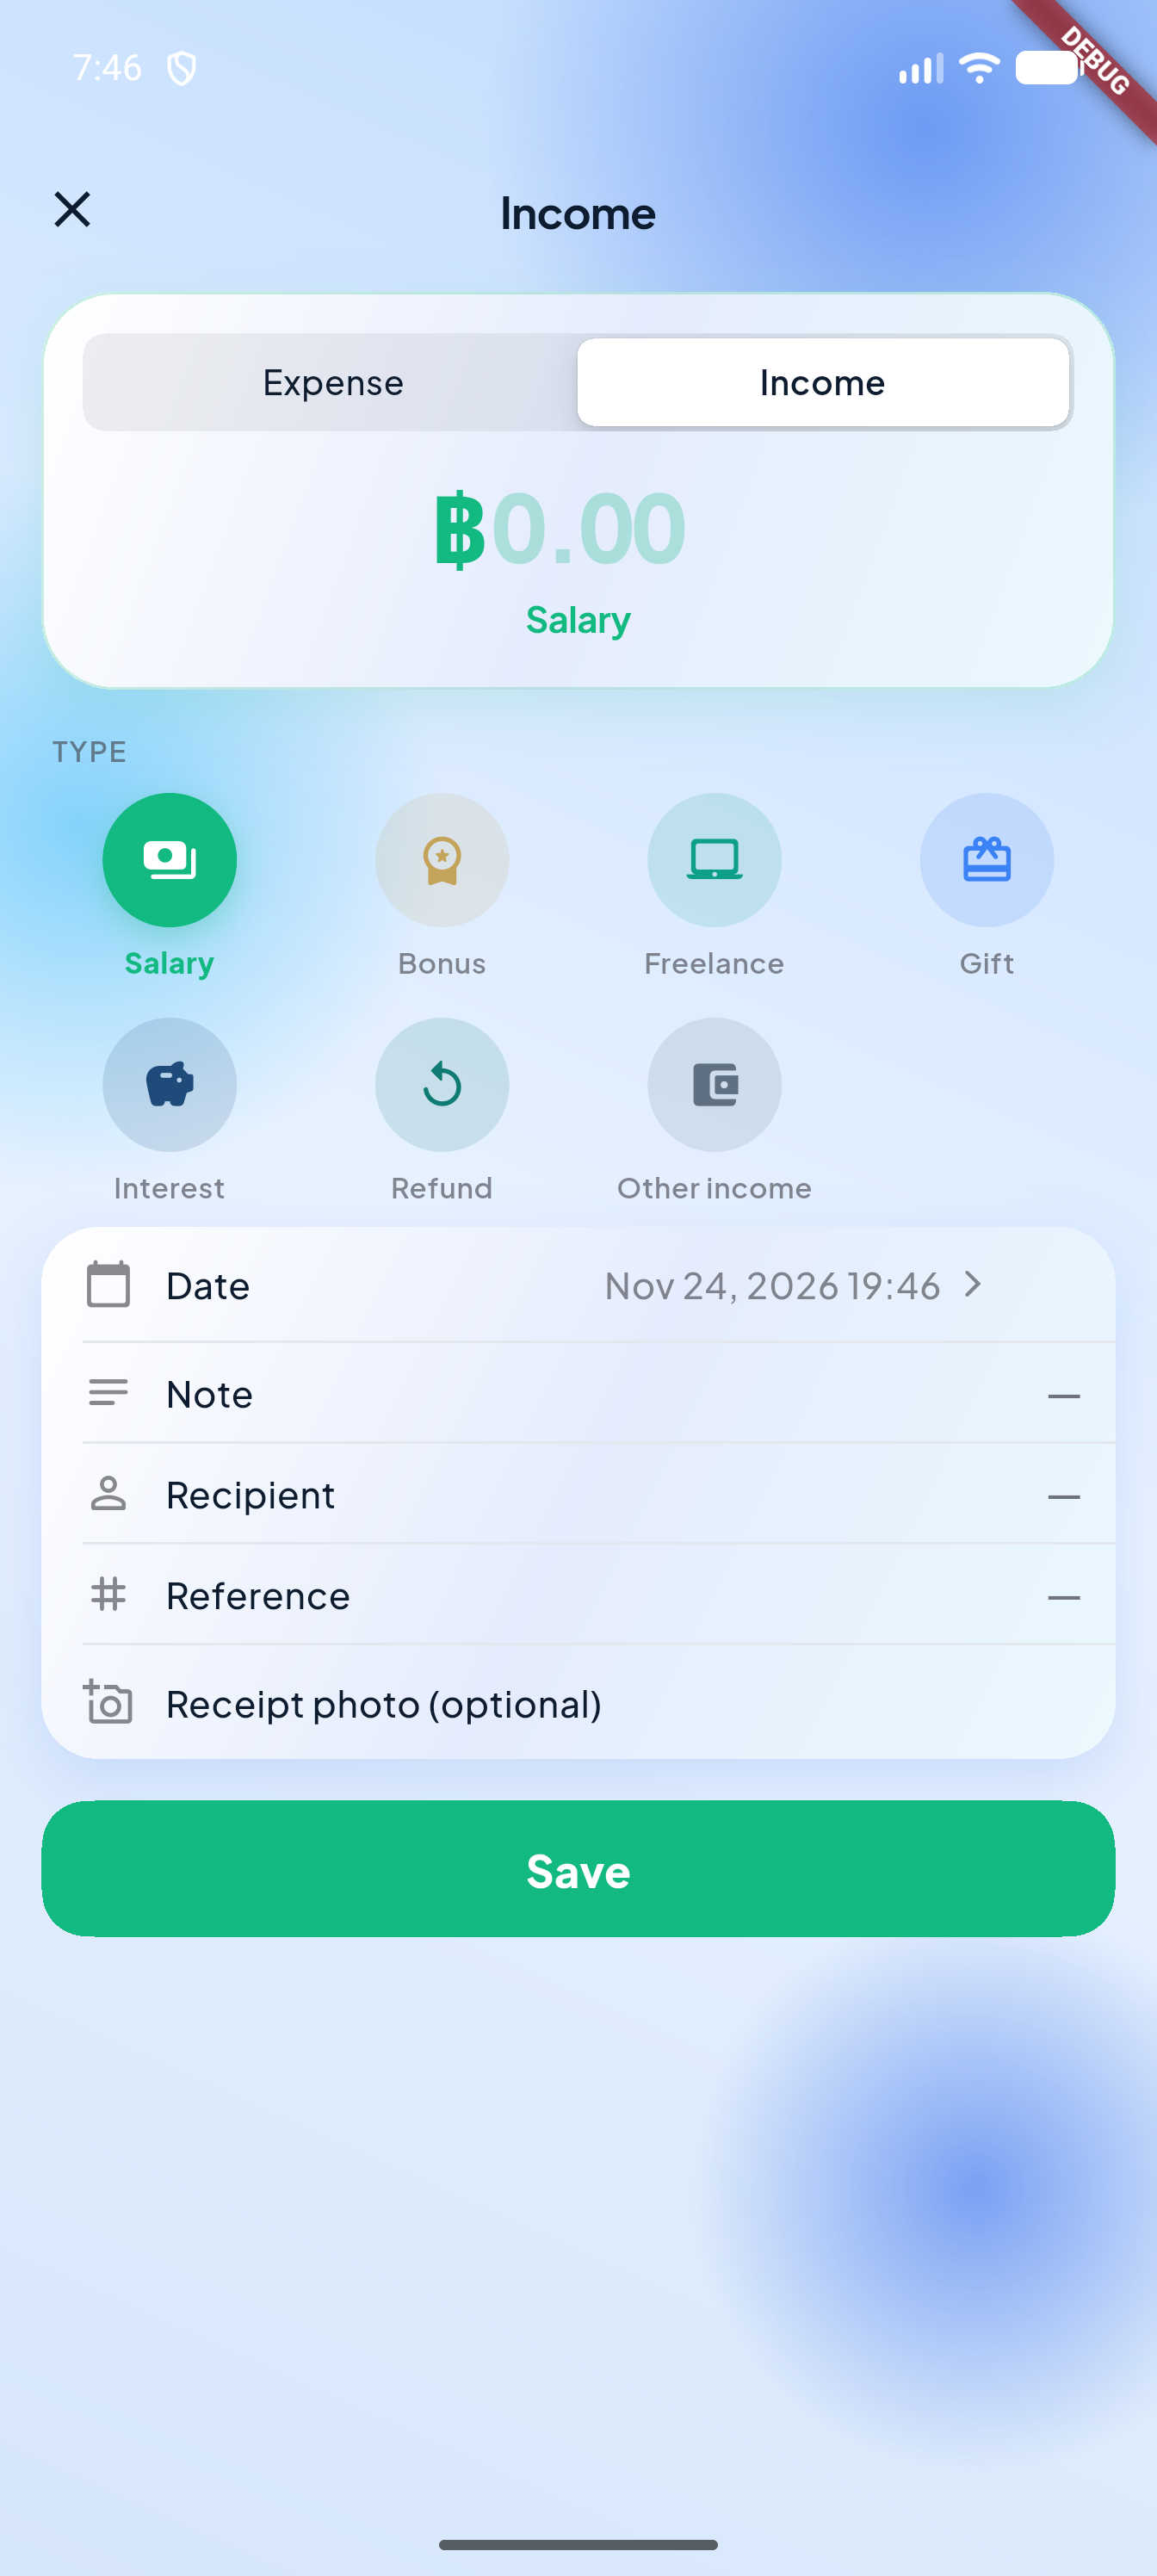 7:46
DEBUG
Income
Expense Income
฿0.00
Salary
TYPE
Salary Bonus Freelance Gift
Interest Refund Other income
Date Nov 24, 2026 19:46
Note —
Recipient —
Reference —
Receipt photo (optional)
Save